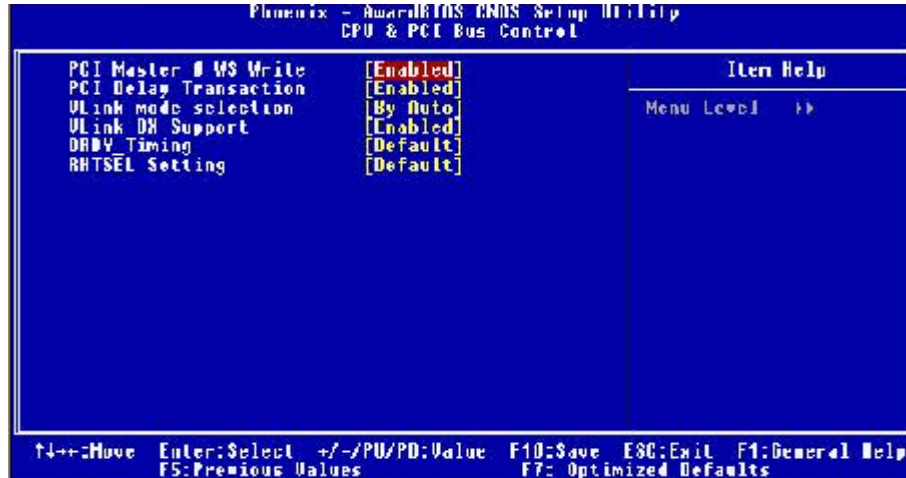 Phoenix - AwardBIOS CMOS Setup Utility
CPU & PCI Bus Control
PCI Master 0 WS Write [Enabled]
PCI Delay Transaction [Enabled]
VLink mode selection [By Auto]
VLink 8X Support [Enabled]
DRDY_Timing [Default]
Setting [Default]
Item Help
Menu Level ▸▸
↑↓→←:Move Enter:Select +/-/PU/PD:Value F10:Save ESC:Exit F1:General Help
F5:Previous Values F7: Optimized Defaults